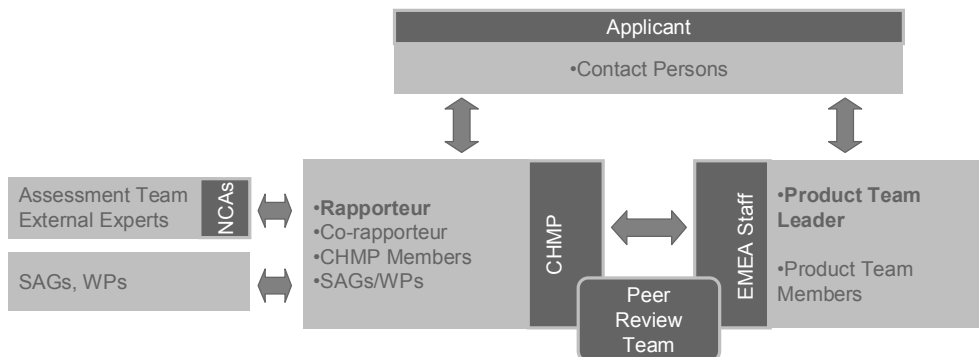 Applicant
•Contact Persons
Assessment Team
External Experts
NCAs
SAGs, WPs
•Rapporteur
•Co-rapporteur
•CHMP Members
•SAGs/WPs
CHMP
Peer
Review
Team
EMEA Staff
•Product Team
Leader
•Product Team
Members